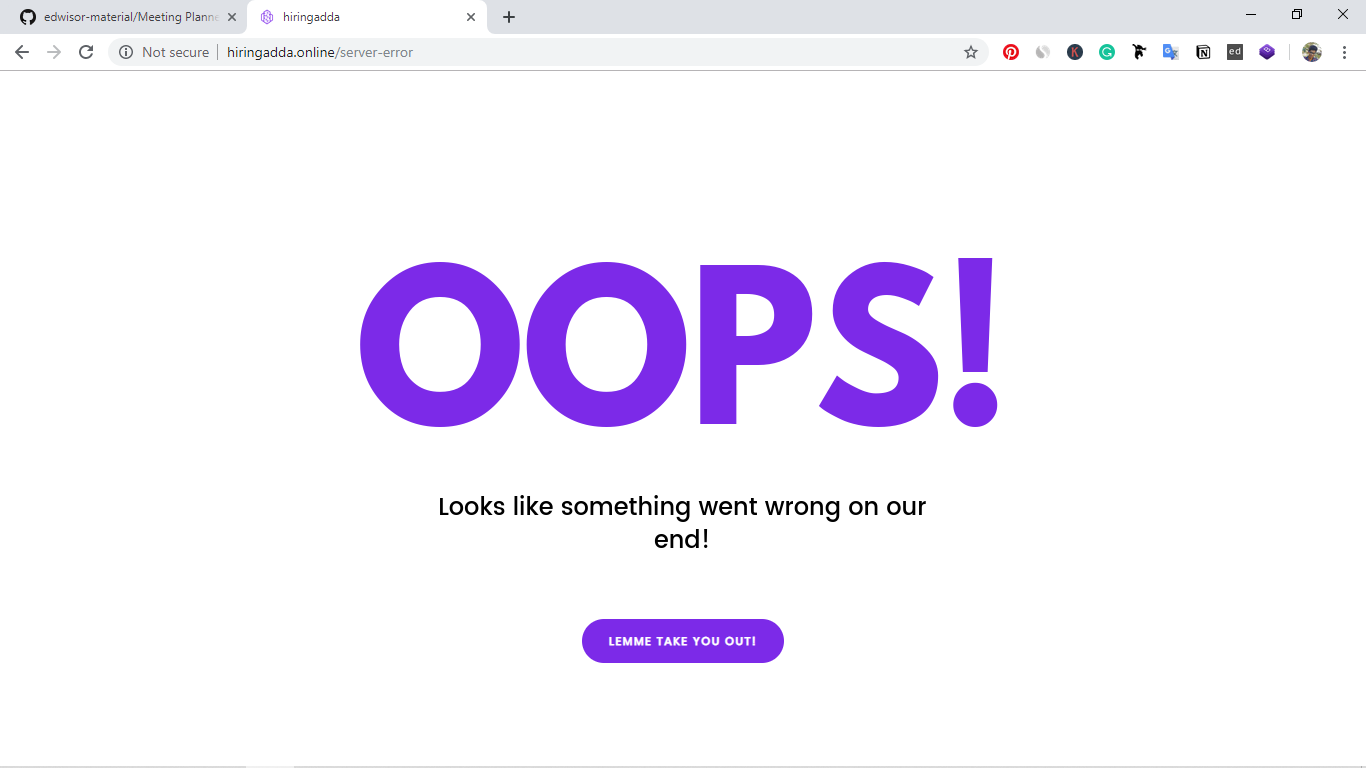 edwisor-material/Meeting Planne
hiringadda
Not secure
hiringadda.online/server-error
OOPS!
Looks like something went wrong on our
end!
LEMME TAKE YOU OUT!